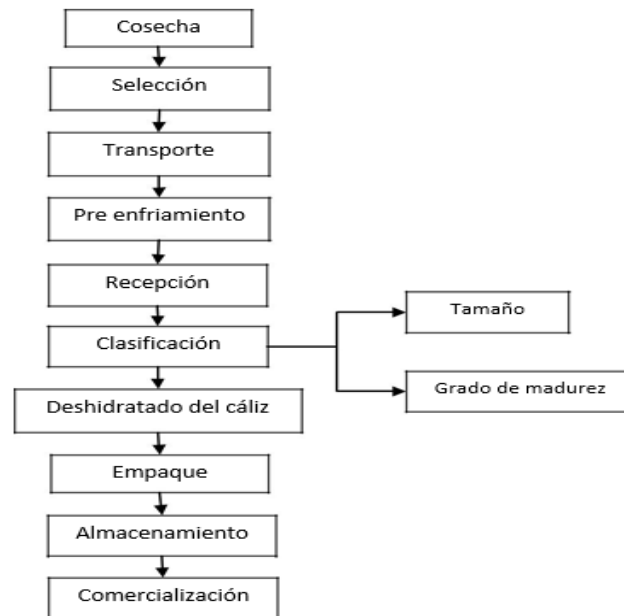 Cosecha
Selección
Transporte
Pre enfriamiento
Recepción
Clasificación
Tamaño
Grado de madurez
Deshidratado del cáliz
Empaque
Almacenamiento
Comercialización